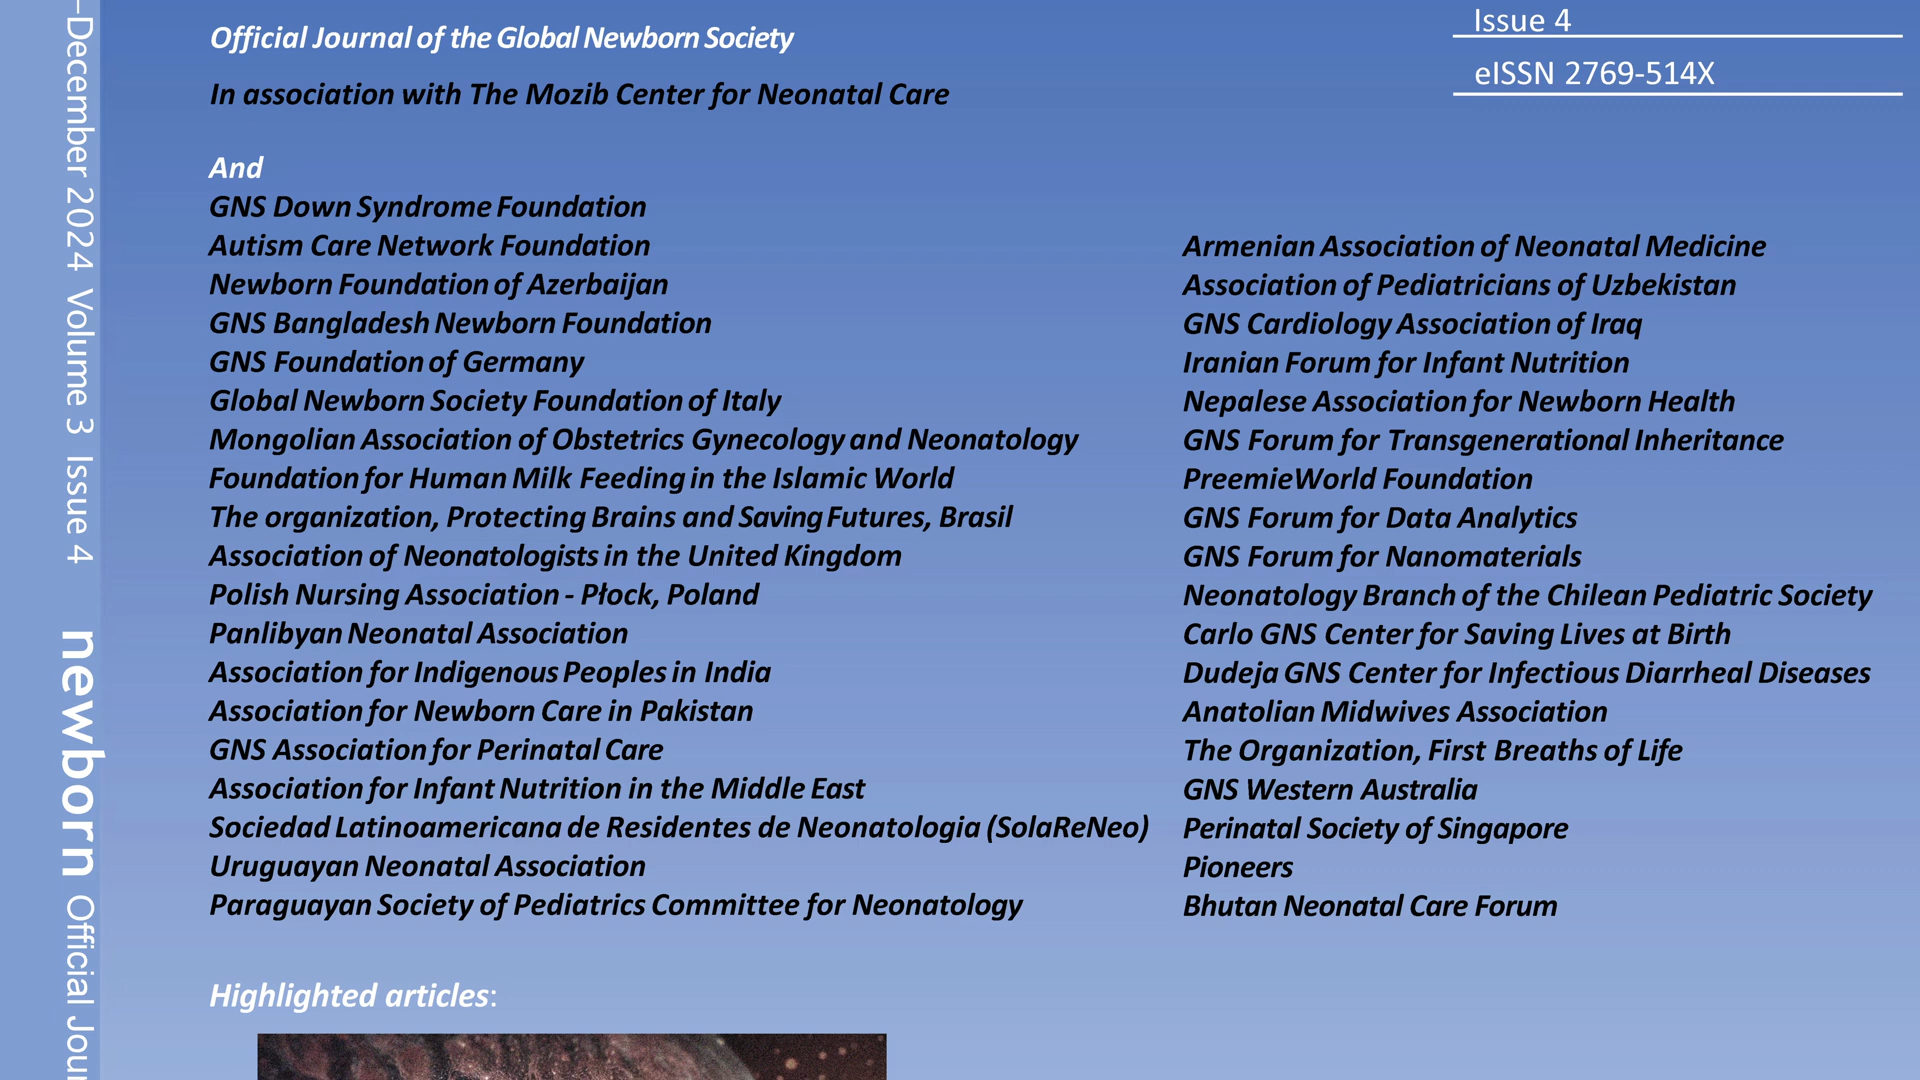 Official Journal of the Global Newborn Society
In association with The Mozib Center for Neonatal Care
Issue 4
eISSN 2769-514X
And
GNS Down Syndrome Foundation
Autism Care Network Foundation
Newborn Foundation of Azerbaijan
GNS Bangladesh Newborn Foundation
GNS Foundation of Germany
Global Newborn Society Foundation of Italy
Mongolian Association of Obstetrics Gynecology and Neonatology
Foundation for Human Milk Feeding in the Islamic World
The organization, Protecting Brains and Saving Futures, Brasil
Association of Neonatologists in the United Kingdom
Polish Nursing Association - Płock, Poland
Panlibyan Neonatal Association
Association for Indigenous Peoples in India
Association for Newborn Care in Pakistan
GNS Association for Perinatal Care
Association for Infant Nutrition in the Middle East
Sociedad Latinoamericana de Residentes de Neonatologia (SolaReNeo)
Uruguayan Neonatal Association
Paraguayan Society of Pediatrics Committee for Neonatology
Armenian Association of Neonatal Medicine
Association of Pediatricians of Uzbekistan
GNS Cardiology Association of Iraq
Iranian Forum for Infant Nutrition
Nepalese Association for Newborn Health
GNS Forum for Transgenerational Inheritance
PreemieWorld Foundation
GNS Forum for Data Analytics
GNS Forum for Nanomaterials
Neonatology Branch of the Chilean Pediatric Society
Carlo GNS Center for Saving Lives at Birth
Dudeja GNS Center for Infectious Diarrheal Diseases
Anatolian Midwives Association
The Organization, First Breaths of Life
GNS Western Australia
Perinatal Society of Singapore
Pioneers
Bhutan Neonatal Care Forum
Highlighted articles:
–December 2024 Volume 3 Issue 4 newborn Official Jour